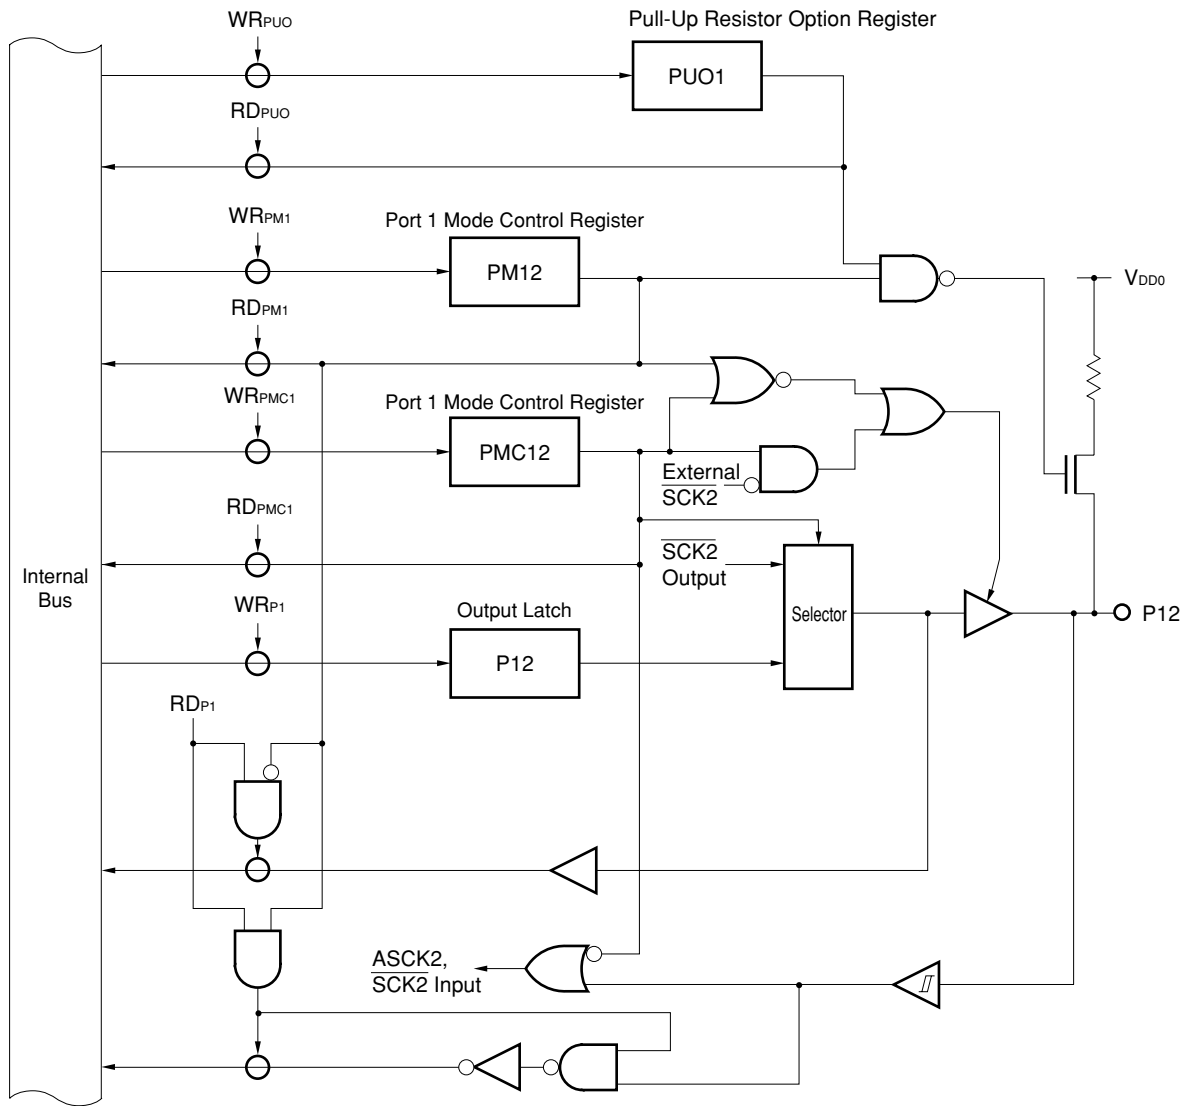 WRPUO
Pull-Up Resistor Option Register
PUO1
RDPUO
WRPM1
Port 1 Mode Control Register
PM12
VDD0
RDPM1
WRPMC1
Port 1 Mode Control Register
PMC12
External
SCK2
RDPMC1
SCK2
Output
Internal
Bus
WRP1
Output Latch
Selector
P12
P12
RDP1
ASCK2,
SCK2 Input